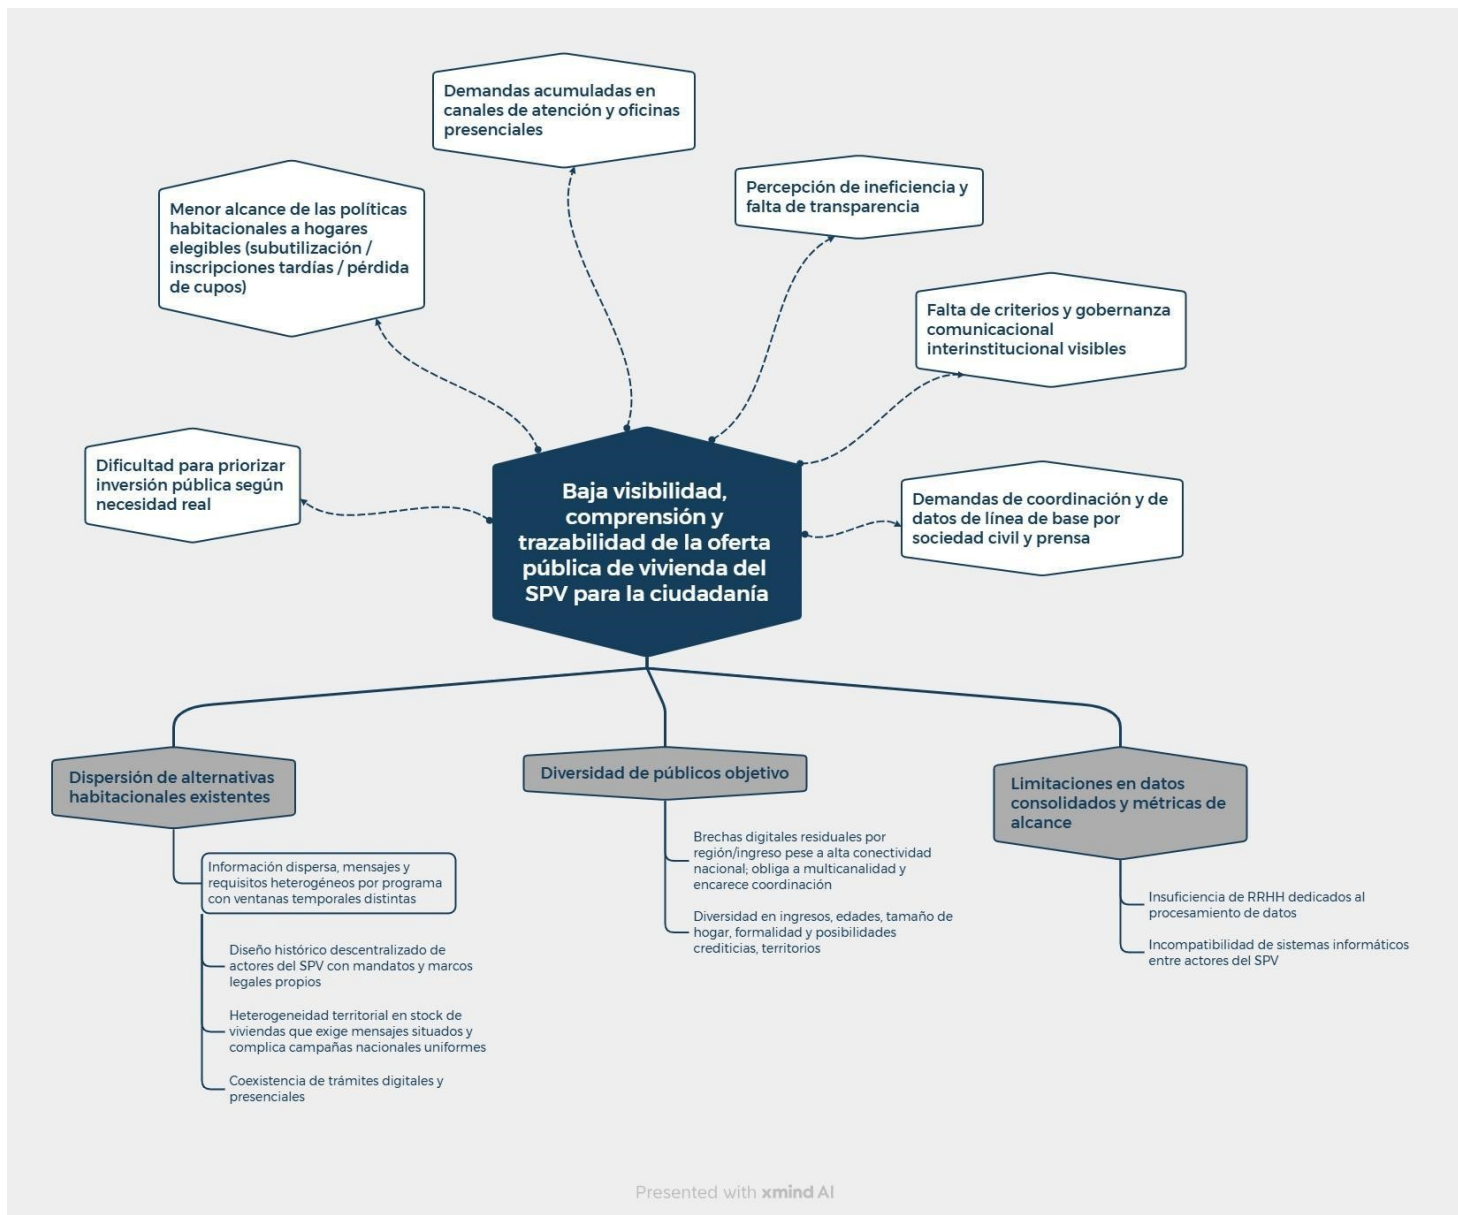 Demandas acumuladas en
canales de atención y oficinas
presenciales
Percepción de ineficiencia y
falta de transparencia
Menor alcance de las políticas
habitacionales a hogares
elegibles (subutilización /
inscripciones tardías / pérdida
de cupos)
Falta de criterios y gobernanza
comunicacional
interinstitucional visibles
Dificultad para priorizar
inversión pública según
necesidad real
Demandas de coordinación y de
datos de línea de base por
sociedad civil y prensa
Baja visibilidad,
comprensión y
trazabilidad de la oferta
pública de vivienda del
SPV para la ciudadanía
Dispersión de alternativas
habitacionales existentes
Información dispersa, mensajes y
requisitos heterogéneos por programa
con ventanas temporales distintas
Diseño histórico descentralizado de
actores del SPV con mandatos y marcos
legales propios
Heterogeneidad territorial en stock de
viviendas que exige mensajes situados y
complica campañas nacionales uniformes
Coexistencia de trámites digitales y
presenciales
Diversidad de públicos objetivo
Brechas digitales residuales por
región/ingreso pese a alta conectividad
nacional; obliga a multicanalidad y
encarece coordinación
Diversidad en ingresos, edades, tamaño de
hogar, formalidad y posibilidades
crediticias, territorios
Limitaciones en datos
consolidados y métricas de
alcance
Insuficiencia de RRHH dedicados al
procesamiento de datos
Incompatibilidad de sistemas informáticos
entre actores del SPV
Presented with xmind AI